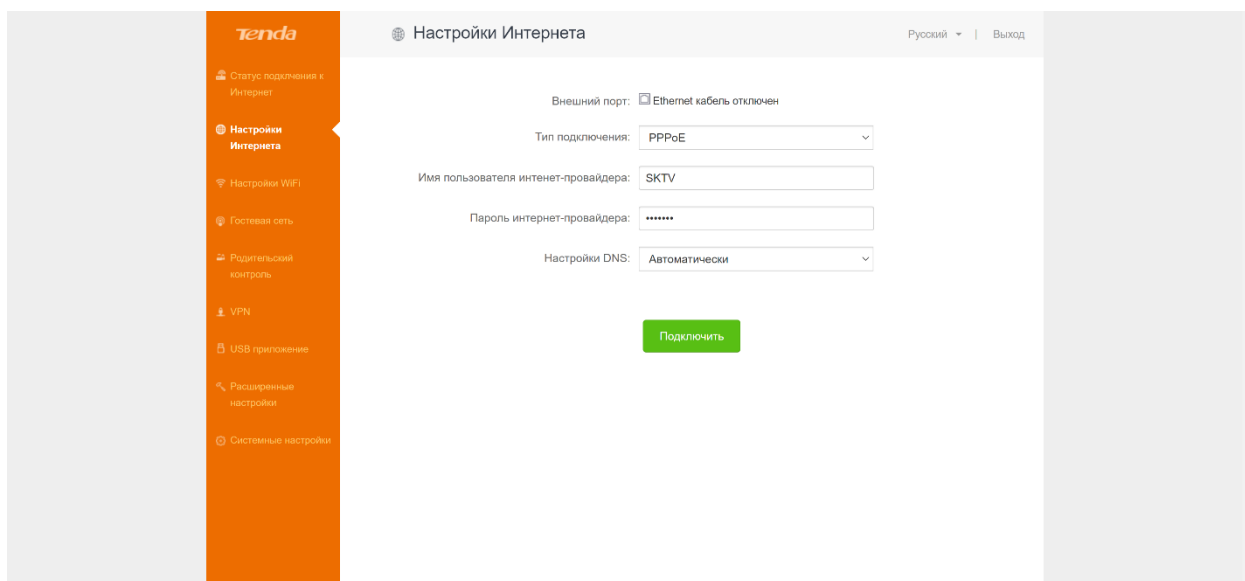 Tenda
Настройки Интернета
Русский | Выход
Статус подклчения к
Интернет
Настройки
Интернета
Настройки WiFi
Гостевая сеть
Родительский
контроль
VPN
USB приложение
Расширенные
настройки
Системные настройки
Внешний порт: Ethernet кабель отключен
Тип подключения: PPPoE
Имя пользователя интенет-провайдера: SKTV
Пароль интернет-провайдера: •••••••
Настройки DNS: Автоматически
Подключить